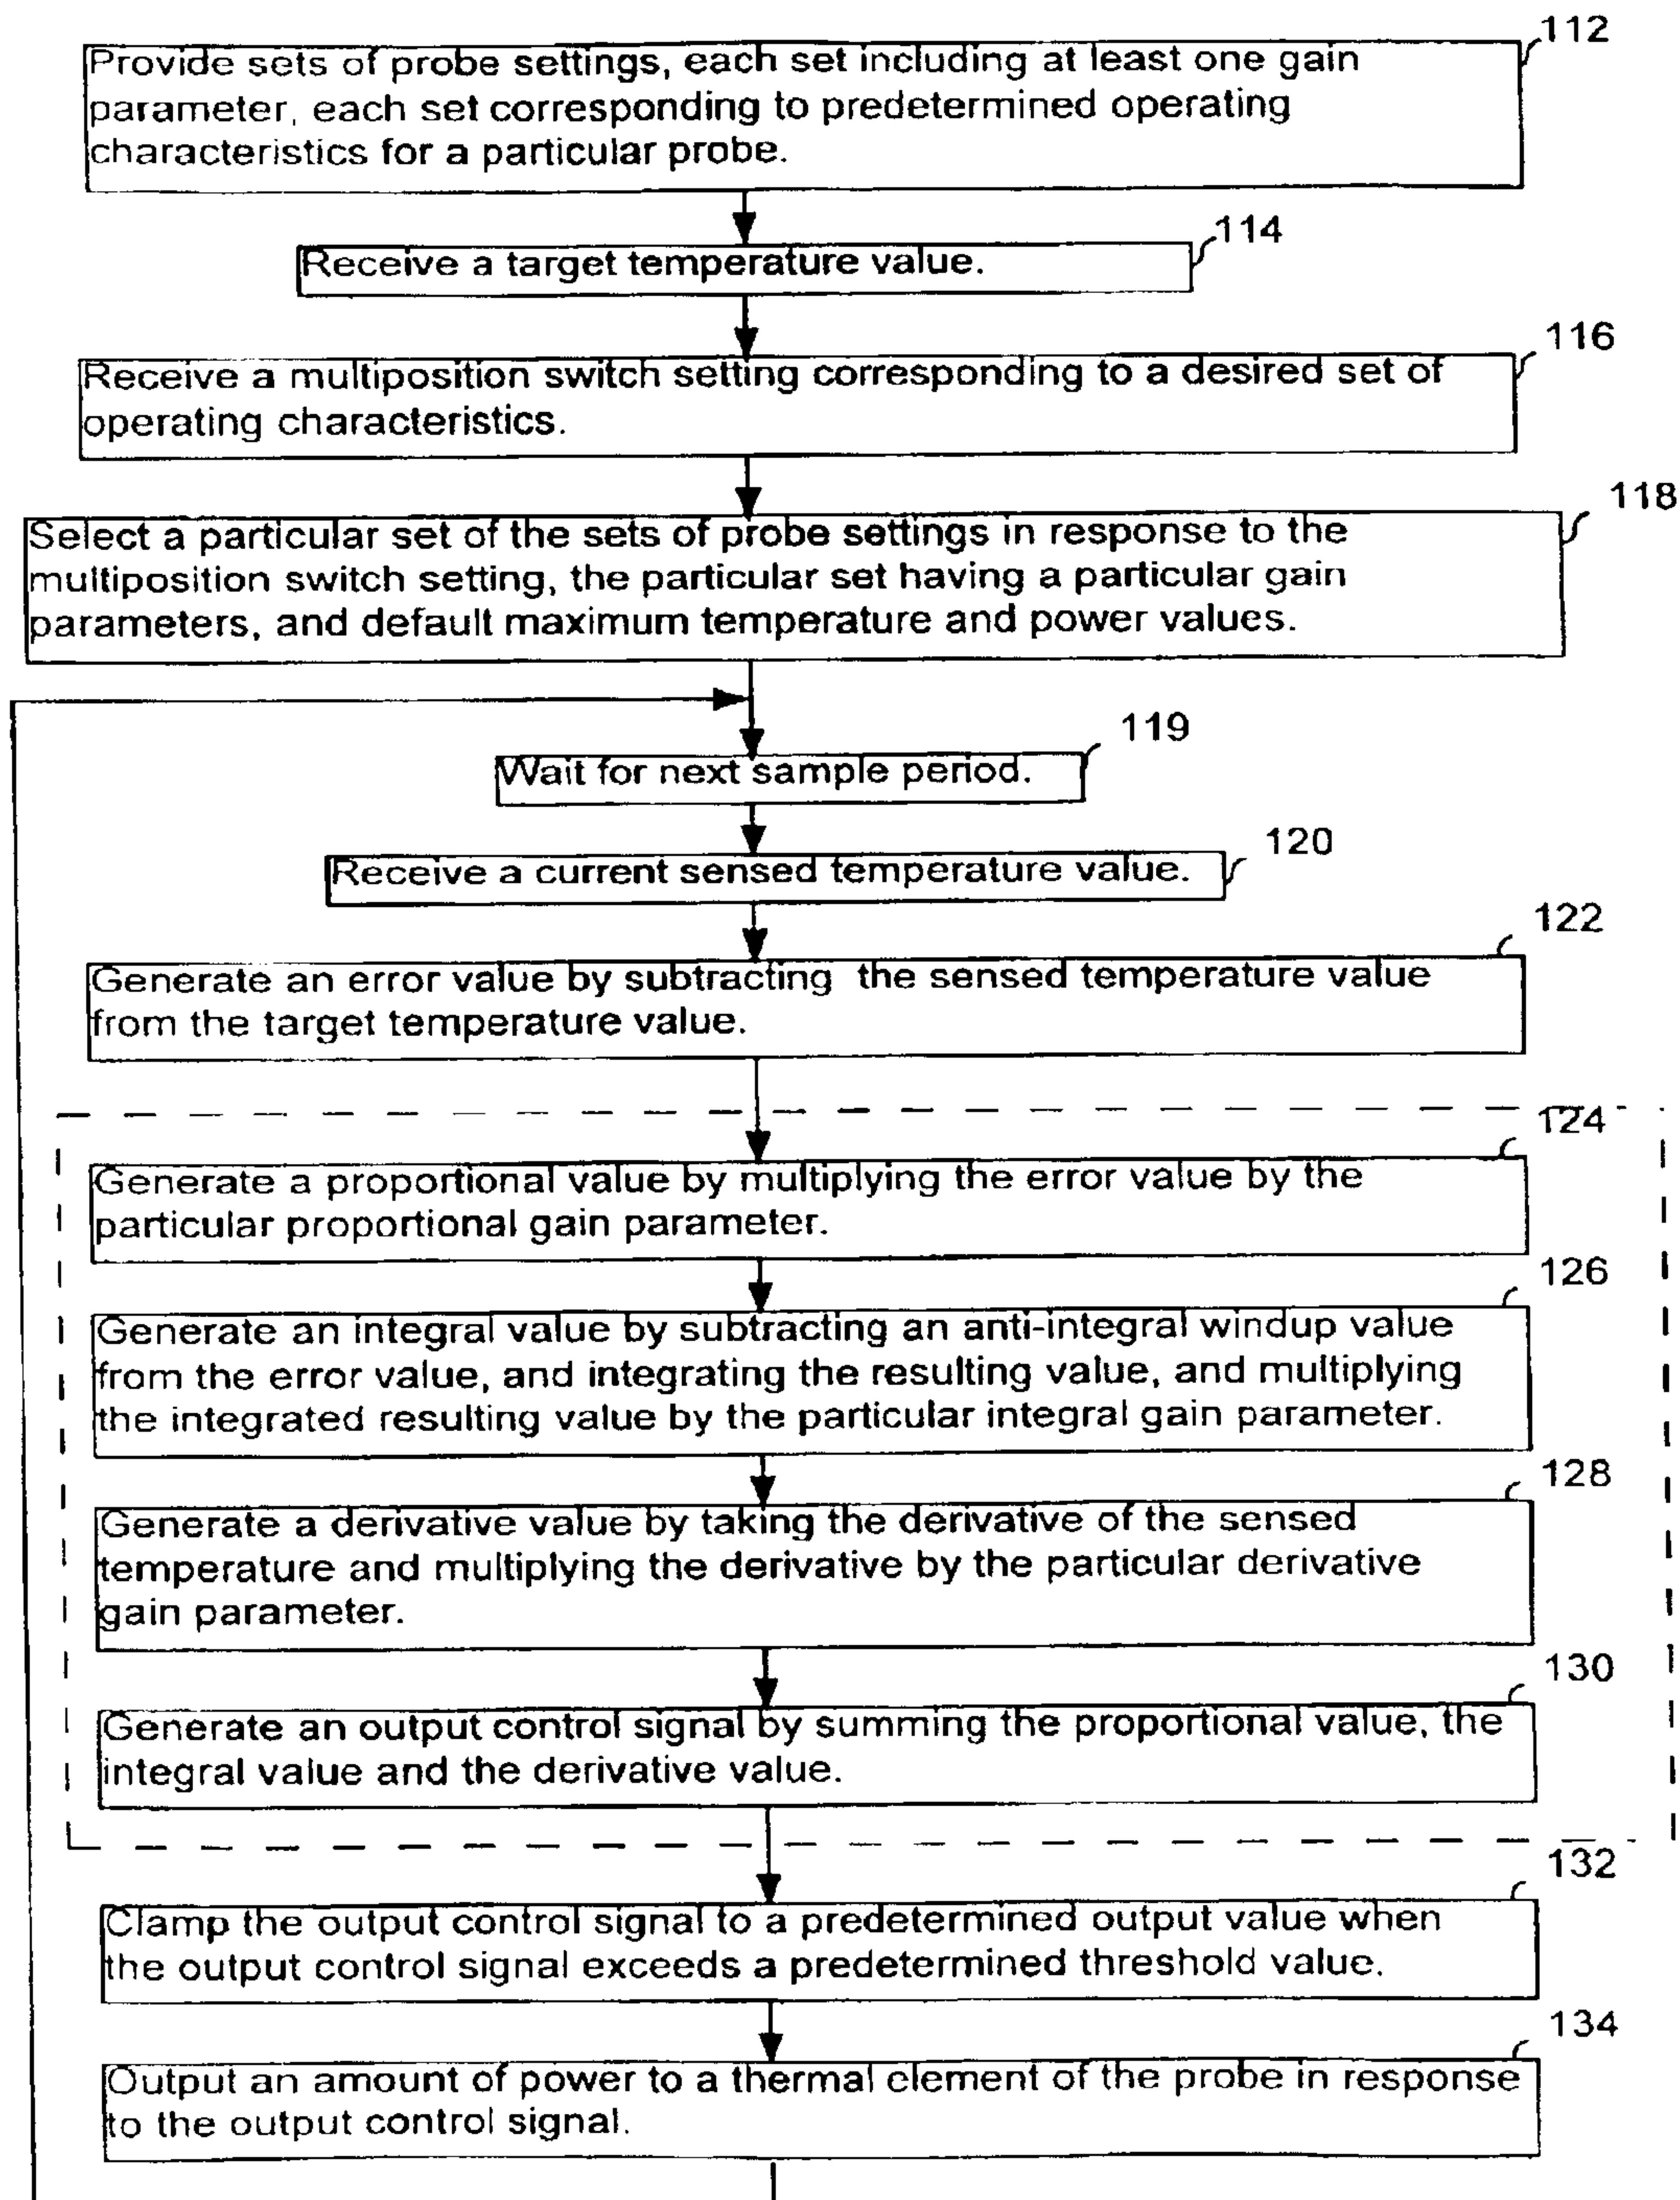 112
Provide sets of probe settings, each set including at least one gain
parameter, each set corresponding to predetermined operating
characteristics for a particular probe.
114
Receive a target temperature value.
116
Receive a multiposition switch setting corresponding to a desired set of
operating characteristics.
118
Select a particular set of the sets of probe settings in response to the
multiposition switch setting, the particular set having a particular gain
parameters, and default maximum temperature and power values.
119
Wait for next sample period.
120
Receive a current sensed temperature value.
122
Generate an error value by subtracting the sensed temperature value
from the target temperature value.
124
Generate a proportional value by multiplying the error value by the
particular proportional gain parameter.
126
Generate an integral value by subtracting an anti-integral windup value
from the error value, and integrating the resulting value, and multiplying
the integrated resulting value by the particular integral gain parameter.
128
Generate a derivative value by taking the derivative of the sensed
temperature and multiplying the derivative by the particular derivative
gain parameter.
130
Generate an output control signal by summing the proportional value, the
integral value and the derivative value.
132
Clamp the output control signal to a predetermined output value when
the output control signal exceeds a predetermined threshold value.
134
Output an amount of power to a thermal element of the probe in response
to the output control signal.